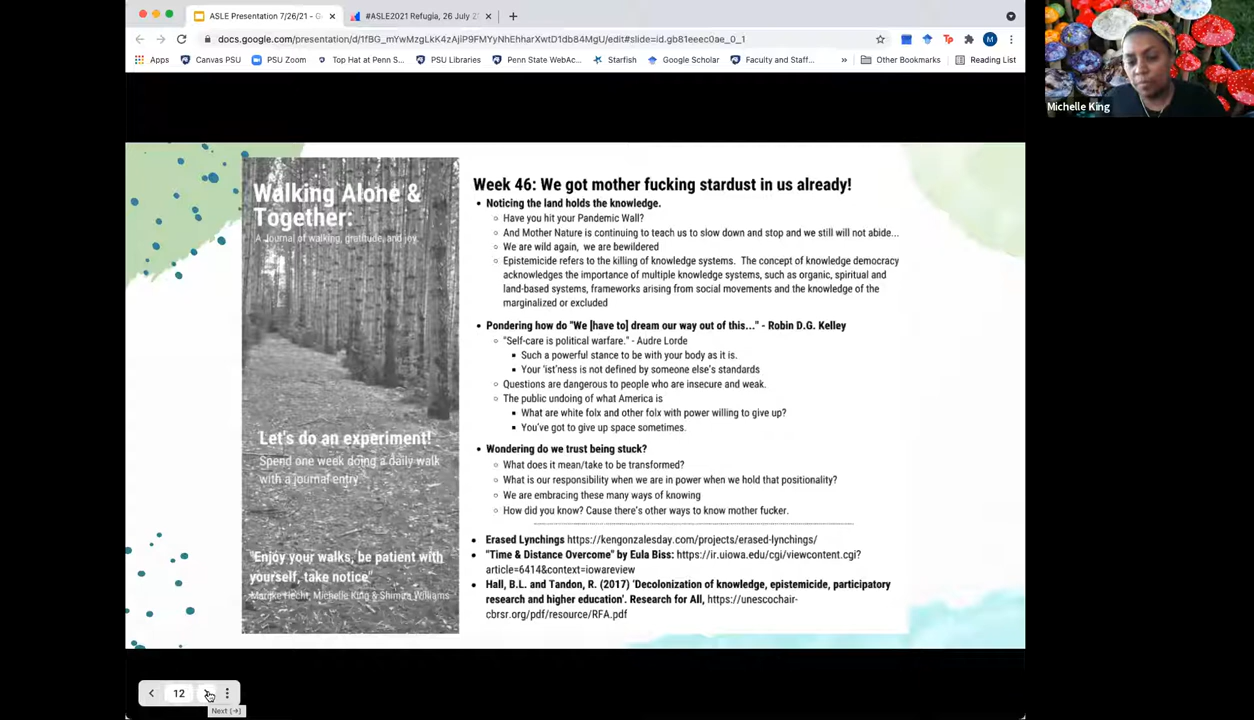 ASLE Presentation 7/26/21 - G
#ASLE2021 Refugia, 26 July 2
docs.google.com/presentation/d/1fBG_mYwMzgLkK4zAjiP9FMYyNhEhharXwtD1db84MgU/edit#slide=id.gb81eeec0ae_0_1
M
Apps
Canvas PSU
PSU Zoom
Top Hat at Penn S...
PSU Libraries
Penn State WebAc...
Starfish
Google Scholar
Faculty and Staff...
»
Other Bookmarks
Reading List
Michelle King
Walking Alone &
Together:
A Journal of walking, gratitude, and joy
Let's do an experiment!
Spend one week doing a daily walk
with a journal entry
"Enjoy your walks, be patient with
yourself, take notice"
Marijke Hecht, Michelle King & Shimira Williams
Week 46: We got mother fucking stardust in us already!
Noticing the land holds the knowledge.
Have you hit your Pandemic Wall?
And Mother Nature is continuing to teach us to slow down and stop and we still will not abide...
We are wild again, we are bewildered
Epistemicide refers to the killing of knowledge systems. The concept of knowledge democracy
acknowledges the importance of multiple knowledge systems, such as organic, spiritual and
land-based systems, frameworks arising from social movements and the knowledge of the
marginalized or excluded
Pondering how do "We [have to] dream our way out of this..." - Robin D.G. Kelley
"Self-care is political warfare." - Audre Lorde
Such a powerful stance to be with your body as it is.
Your 'ist'ness is not defined by someone else's standards
Questions are dangerous to people who are insecure and weak.
The public undoing of what America is
What are white folx and other folx with power willing to give up?
You've got to give up space sometimes.
Wondering do we trust being stuck?
What does it mean/take to be transformed?
What is our responsibility when we are in power when we hold that positionality?
We are embracing these many ways of knowing
How did you know? Cause there's other ways to know mother fucker.
Erased Lynchings https://kengonzalesday.com/projects/erased-lynchings/
"Time & Distance Overcome" by Eula Biss: https://ir.uiowa.edu/cgi/viewcontent.cgi?
article=6414&context=iowareview
Hall, B.L. and Tandon, R. (2017) 'Decolonization of knowledge, epistemicide, participatory
research and higher education'. Research for All, https://unescochair-
cbrsr.org/pdf/resource/RFA.pdf
12
Next (→)